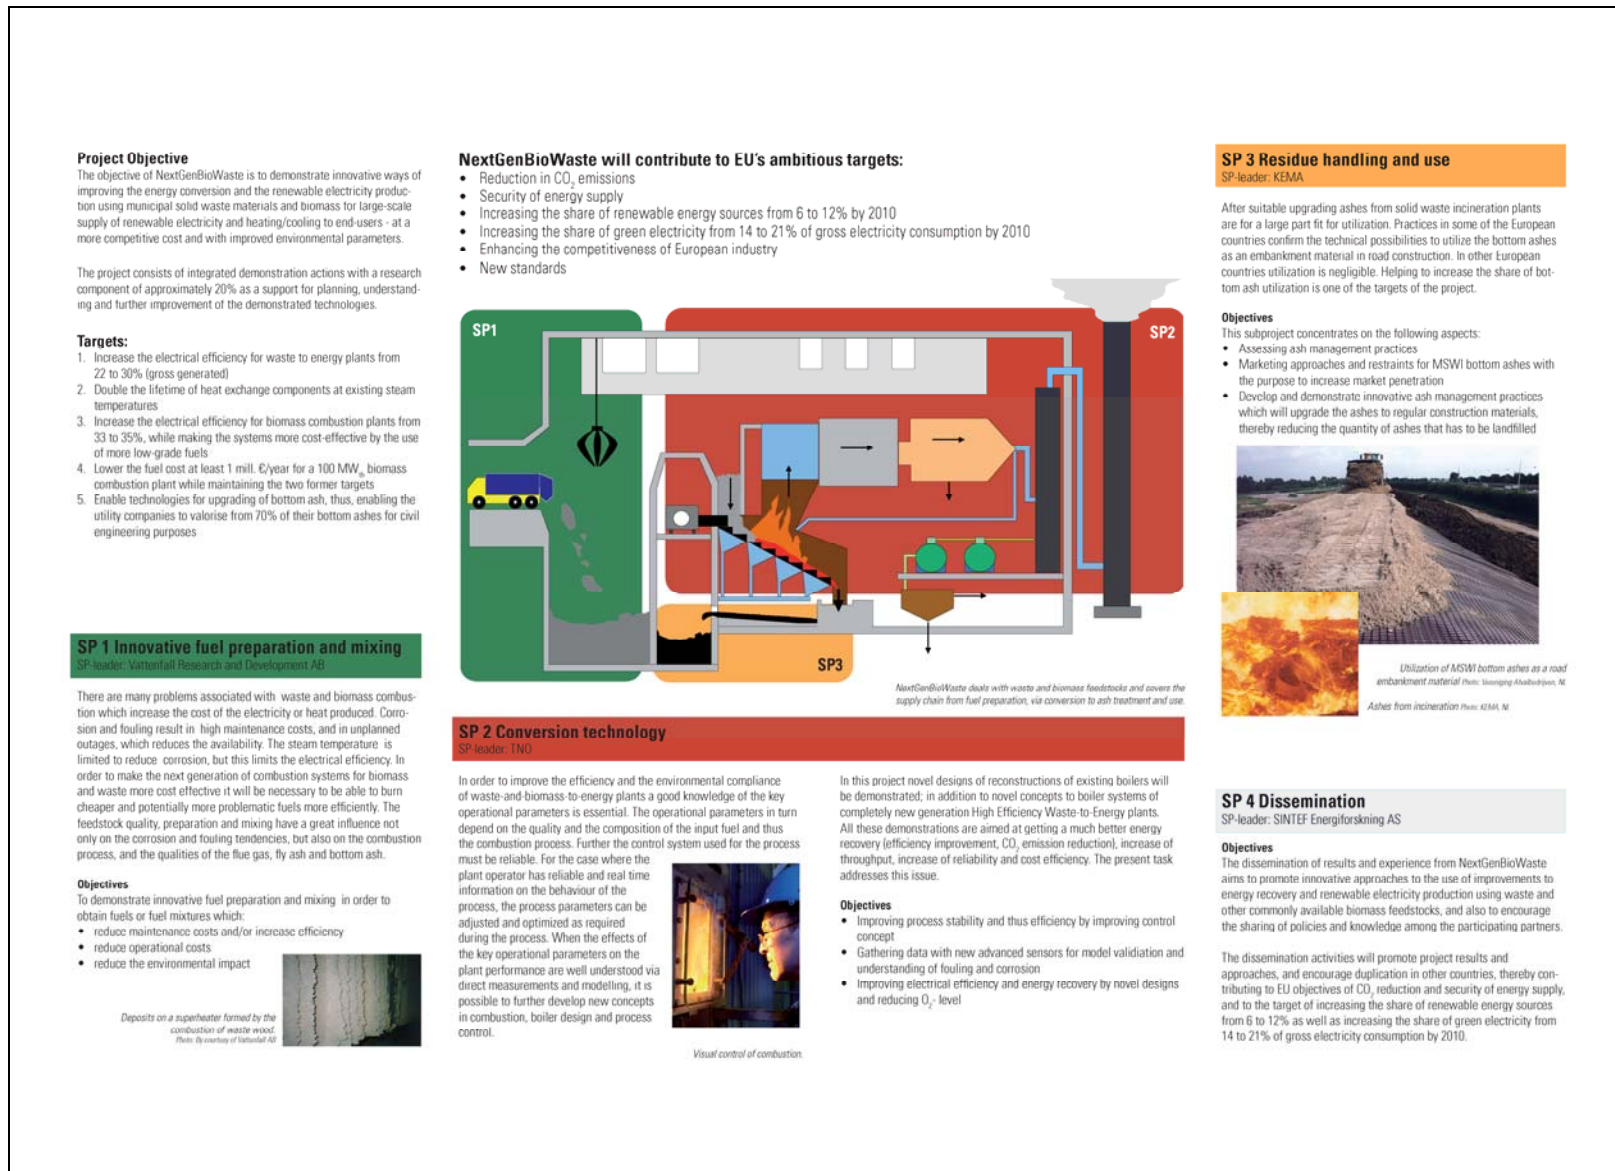 Project Objective
The objective of NextGenBioWaste is to demonstrate innovative ways of
improving the energy conversion and the renewable electricity produc-
tion using municipal solid waste materials and biomass for large-scale
supply of renewable electricity and heating/cooling to end-users - at a
more competitive cost and with improved environmental parameters.
The project consists of integrated demonstration actions with a research
component of approximately 20% as a support for planning, understand-
ing and further improvement of the demonstrated technologies.
Targets:
1. Increase the electrical efficiency for waste to energy plants from
22 to 30% (gross generated)
2. Double the lifetime of heat exchange components at existing steam
temperatures
3. Increase the electrical efficiency for biomass combustion plants from
33 to 35%, while making the systems more cost-effective by the use
of more low-grade fuels
4. Lower the fuel cost at least 1 mill. €/year for a 100 MWth biomass
combustion plant while maintaining the two former targets
5. Enable technologies for upgrading of bottom ash, thus, enabling the
utility companies to valorise from 70% of their bottom ashes for civil
engineering purposes
SP 1 Innovative fuel preparation and mixing
SP-leader: Vattenfall Research and Development AB
There are many problems associated with waste and biomass combus-
tion which increase the cost of the electricity or heat produced. Corro-
sion and fouling result in high maintenance costs, and in unplanned
outages, which reduces the availability. The steam temperature is
limited to reduce corrosion, but this limits the electrical efficiency. In
order to make the next generation of combustion systems for biomass
and waste more cost effective it will be necessary to be able to burn
cheaper and potentially more problematic fuels more efficiently. The
feedstock quality, preparation and mixing have a great influence not
only on the corrosion and fouling tendencies, but also on the combustion
process, and the qualities of the flue gas, fly ash and bottom ash.
Objectives
To demonstrate innovative fuel preparation and mixing in order to
obtain fuels or fuel mixtures which:
• reduce maintenance costs and/or increase efficiency
• reduce operational costs
• reduce the environmental impact
Deposits on a superheater formed by the
combustion of waste wood.
Photo: By courtesy of Vattenfall AB
NextGenBioWaste will contribute to EU's ambitious targets:
• Reduction in CO2 emissions
• Security of energy supply
• Increasing the share of renewable energy sources from 6 to 12% by 2010
• Increasing the share of green electricity from 14 to 21% of gross electricity consumption by 2010
• Enhancing the competitiveness of European industry
• New standards
SP1
SP2
SP3
NextGenBioWaste deals with waste and biomass feedstocks and covers the
supply chain from fuel preparation, via conversion to ash treatment and use.
SP 2 Conversion technology
SP-leader: TNO
In order to improve the efficiency and the environmental compliance
of waste-and-biomass-to-energy plants a good knowledge of the key
operational parameters is essential. The operational parameters in turn
depend on the quality and the composition of the input fuel and thus
the combustion process. Further the control system used for the process
must be reliable. For the case where the
plant operator has reliable and real time
information on the behaviour of the
process, the process parameters can be
adjusted and optimized as required
during the process. When the effects of
the key operational parameters on the
plant performance are well understood via
direct measurements and modelling, it is
possible to further develop new concepts
in combustion, boiler design and process
control.
Visual control of combustion.
In this project novel designs of reconstructions of existing boilers will
be demonstrated; in addition to novel concepts to boiler systems of
completely new generation High Efficiency Waste-to-Energy plants.
All these demonstrations are aimed at getting a much better energy
recovery (efficiency improvement, CO2 emission reduction), increase of
throughput, increase of reliability and cost efficiency. The present task
addresses this issue.
Objectives
• Improving process stability and thus efficiency by improving control
concept
• Gathering data with new advanced sensors for model validation and
understanding of fouling and corrosion
• Improving electrical efficiency and energy recovery by novel designs
and reducing O2- level
SP 3 Residue handling and use
SP-leader: KEMA
After suitable upgrading ashes from solid waste incineration plants
are for a large part fit for utilization. Practices in some of the European
countries confirm the technical possibilities to utilize the bottom ashes
as an embankment material in road construction. In other European
countries utilization is negligible. Helping to increase the share of bot-
tom ash utilization is one of the targets of the project.
Objectives
This subproject concentrates on the following aspects:
• Assessing ash management practices
• Marketing approaches and restraints for MSWI bottom ashes with
the purpose to increase market penetration
• Develop and demonstrate innovative ash management practices
which will upgrade the ashes to regular construction materials,
thereby reducing the quantity of ashes that has to be landfilled
Utilization of MSWI bottom ashes as a road
embankment material Photo: Vereniging Afvalbedrijven, NL
Ashes from incineration Photo: KEMA, NL
SP 4 Dissemination
SP-leader: SINTEF Energiforskning AS
Objectives
The dissemination of results and experience from NextGenBioWaste
aims to promote innovative approaches to the use of improvements to
energy recovery and renewable electricity production using waste and
other commonly available biomass feedstocks, and also to encourage
the sharing of policies and knowledge among the participating partners.
The dissemination activities will promote project results and
approaches, and encourage duplication in other countries, thereby con-
tributing to EU objectives of CO2 reduction and security of energy supply,
and to the target of increasing the share of renewable energy sources
from 6 to 12% as well as increasing the share of green electricity from
14 to 21% of gross electricity consumption by 2010.